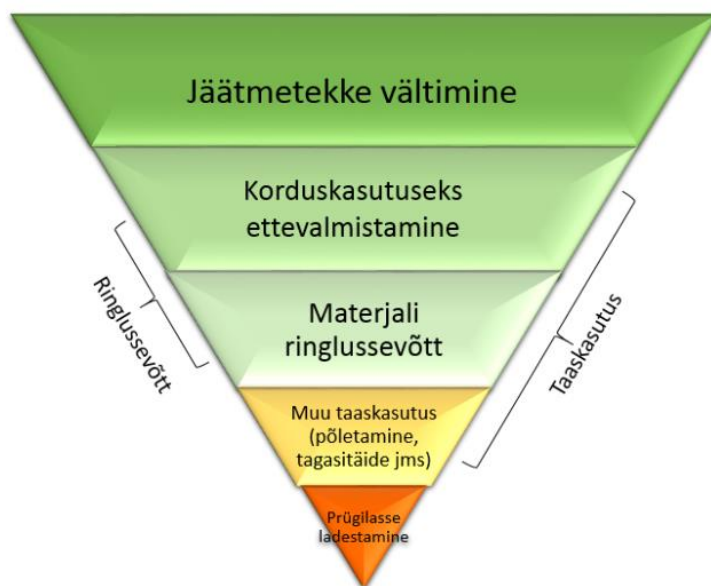 Jäätmetekke vältimine
Korduskasutuseks
ettevalmistamine
Materjali
ringlussevõtt
Muu taaskasutus
(põletamine,
tagasitäide jms)
Prügilasse
ladestamine
Ringlussevõtt
Taaskasutus